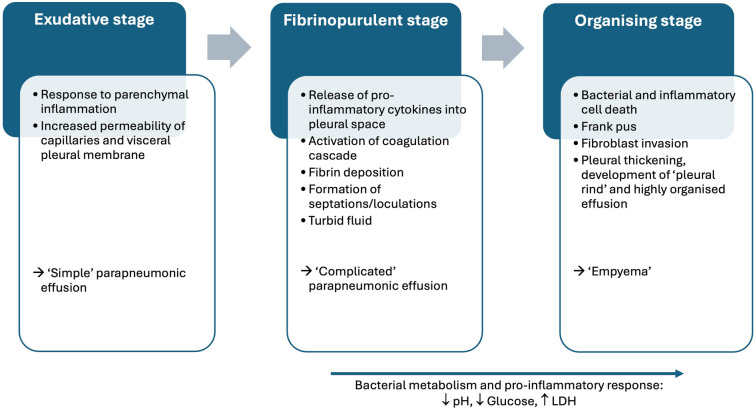 Exudative stage
• Response to parenchymal
inflammation
• Increased permeability of
capillaries and visceral
pleural membrane
→ ‘Simple’ parapneumonic
effusion
Fibrinopurulent stage
• Release of pro-
inflammatory cytokines into
pleural space
• Activation of coagulation
cascade
• Fibrin deposition
• Formation of
septations/loculations
• Turbid fluid
→ ‘Complicated’
parapneumonic effusion
Organising stage
• Bacterial and inflammatory
cell death
• Frank pus
• Fibroblast invasion
• Pleural thickening,
development of ‘pleural
rind’ and highly organised
effusion
→ ‘Empyema’
Bacterial metabolism and pro-inflammatory response:
↓ pH, ↓ Glucose, ↑ LDH